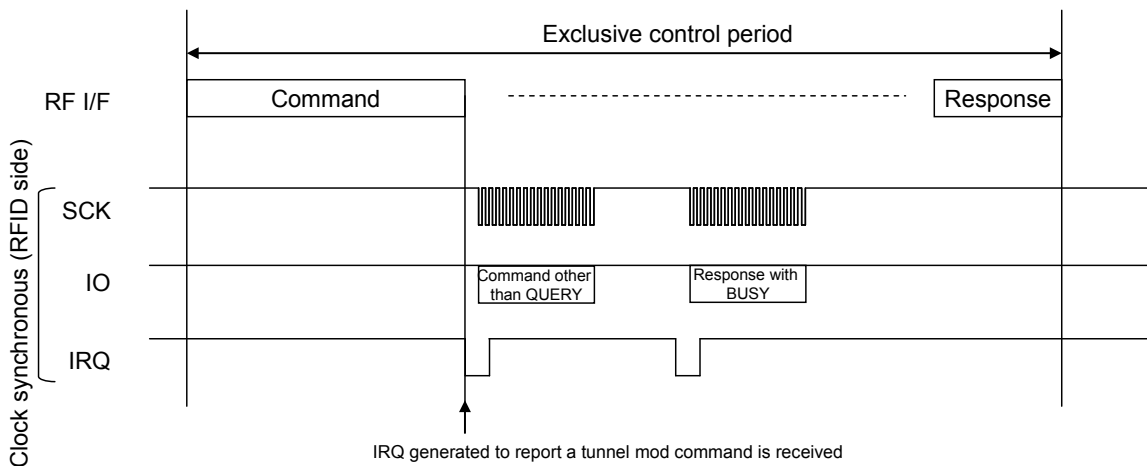 Exclusive control period
RF I/F
Command
Response
Clock synchronous (RFID side)
SCK
IO
Command other
than QUERY
Response with
BUSY
IRQ
IRQ generated to report a tunnel mod command is received